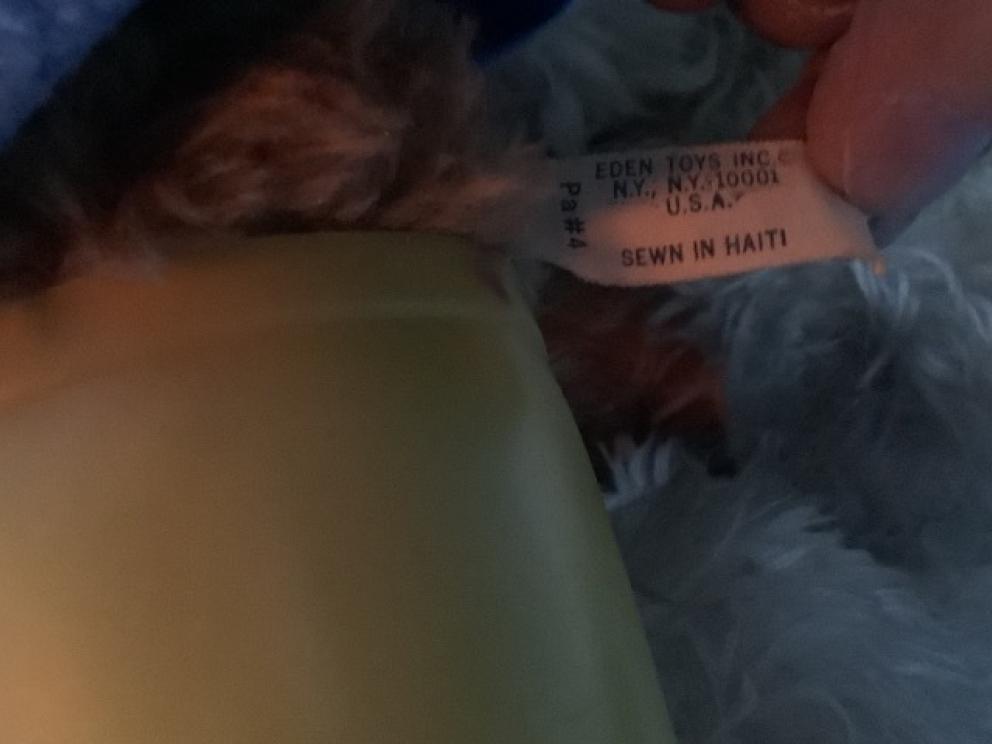 EDEN TOYS INC.
N.Y., N.Y. 10001
U.S.A.
SEWN IN HAITI
Pa #4